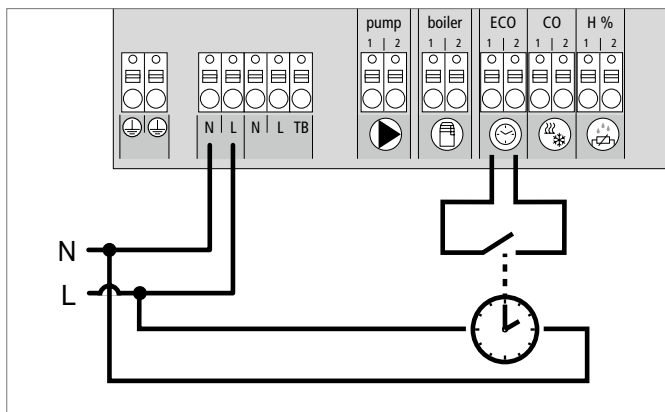 pump boiler ECO CO H %
1 | 2 1 | 2 1 | 2 1 | 2 1 | 2
N L N L TB
N
L